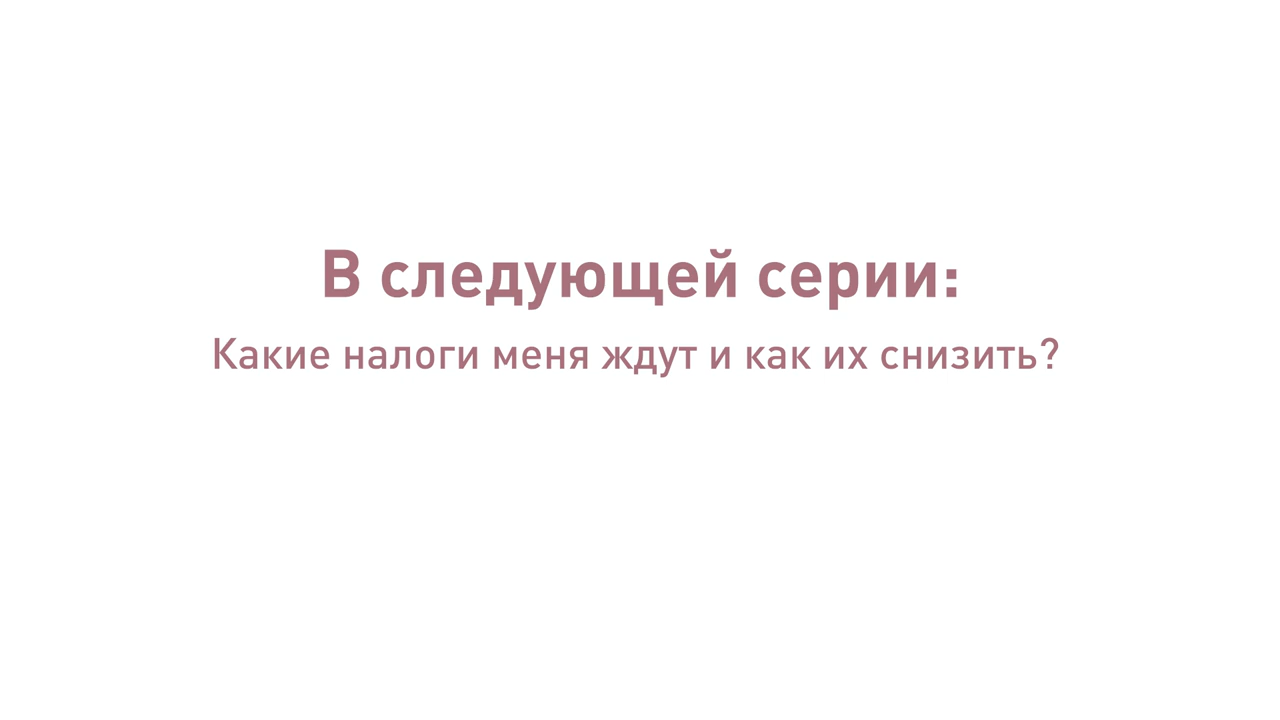 В следующей серии:
Какие налоги меня ждут и как их снизить?